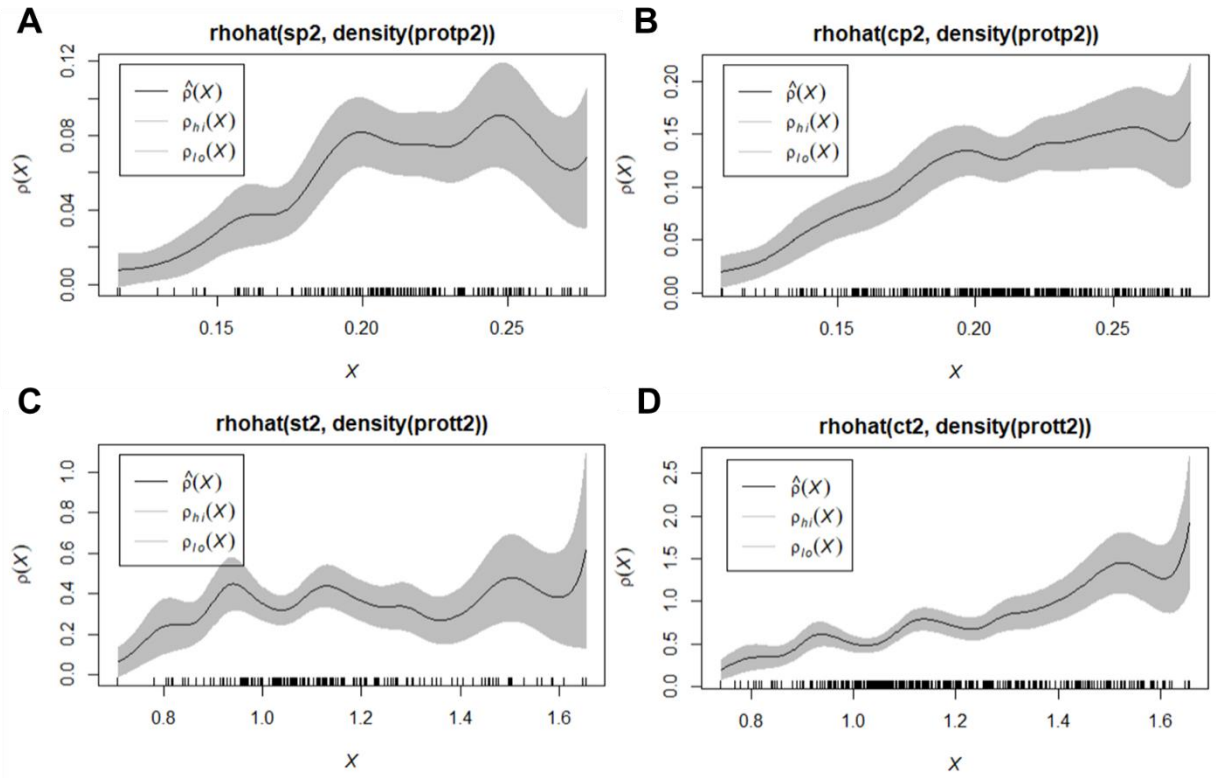 A
rhohat(sp2, density(protp2))
ρ̂(X)
ρhi(X)
ρlo(X)
ρ(X)
0.00 0.04 0.08 0.12
0.15 0.20 0.25
X
B
rhohat(cp2, density(protp2))
ρ̂(X)
ρhi(X)
ρlo(X)
ρ(X)
0.00 0.05 0.10 0.15 0.20
0.15 0.20 0.25
X
C
rhohat(st2, density(prott2))
ρ̂(X)
ρhi(X)
ρlo(X)
ρ(X)
0.0 0.2 0.4 0.6 0.8 1.0
0.8 1.0 1.2 1.4 1.6
X
D
rhohat(ct2, density(prott2))
ρ̂(X)
ρhi(X)
ρlo(X)
ρ(X)
0.0 0.5 1.0 1.5 2.0 2.5
0.8 1.0 1.2 1.4 1.6
X